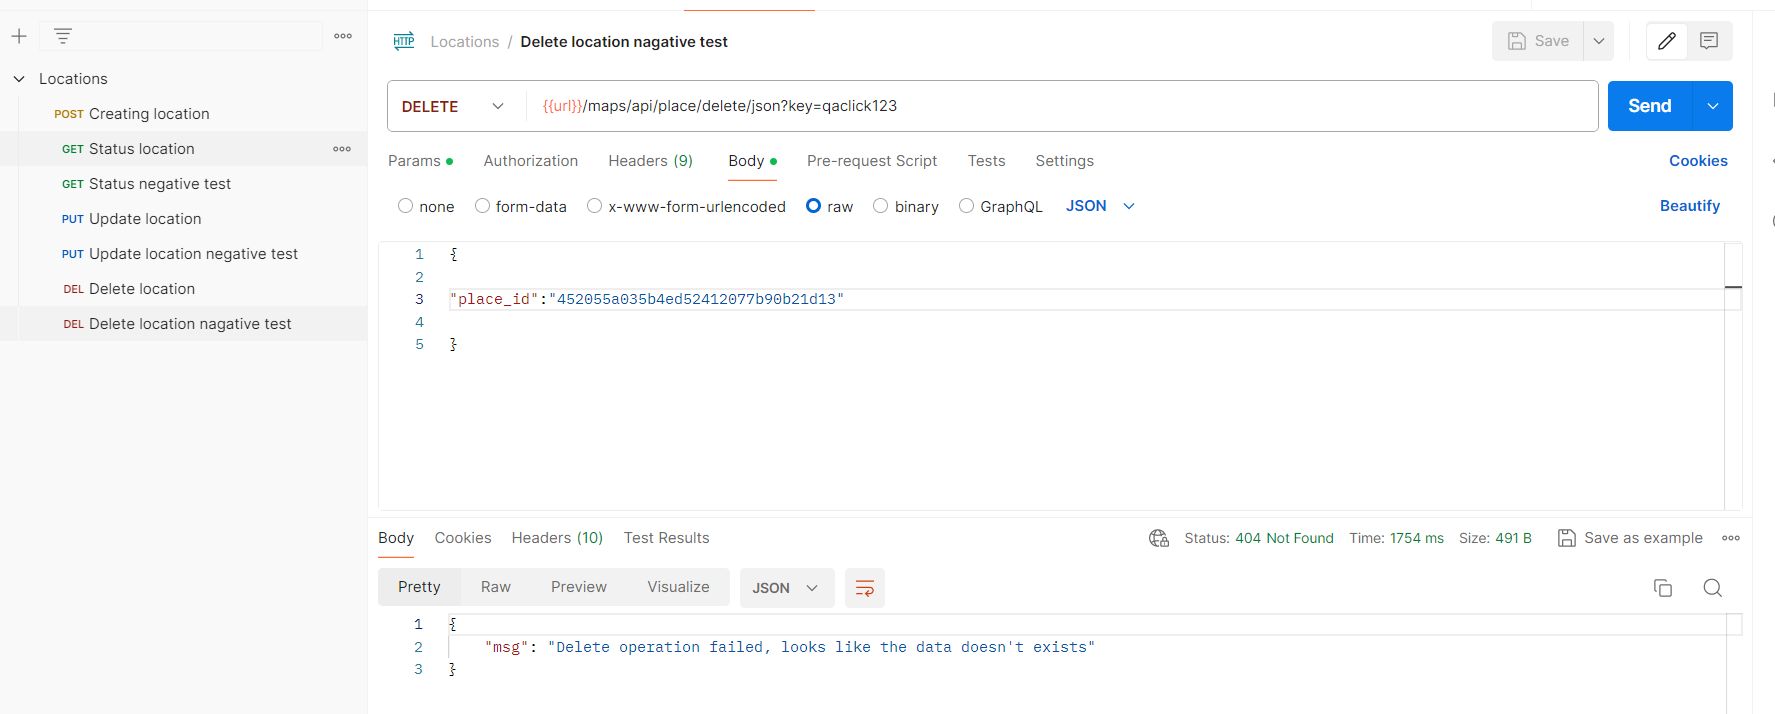 Locations
POST Creating location
GET Status location
GET Status negative test
PUT Update location
PUT Update location negative test
DEL Delete location
DEL Delete location nagative test
HTTP Locations / Delete location nagative test
Save
DELETE {{url}}/maps/api/place/delete/json?key=qaclick123
Send
Params Authorization Headers (9) Body Pre-request Script Tests Settings Cookies
none form-data x-www-form-urlencoded raw binary GraphQL JSON Beautify
1 {
2
3 "place_id":"452055a035b4ed52412077b90b21d13"
4
5 }
Body Cookies Headers (10) Test Results Status: 404 Not Found Time: 1754 ms Size: 491 B Save as example
Pretty Raw Preview Visualize JSON
1 {
2 "msg": "Delete operation failed, looks like the data doesn't exists"
3 }